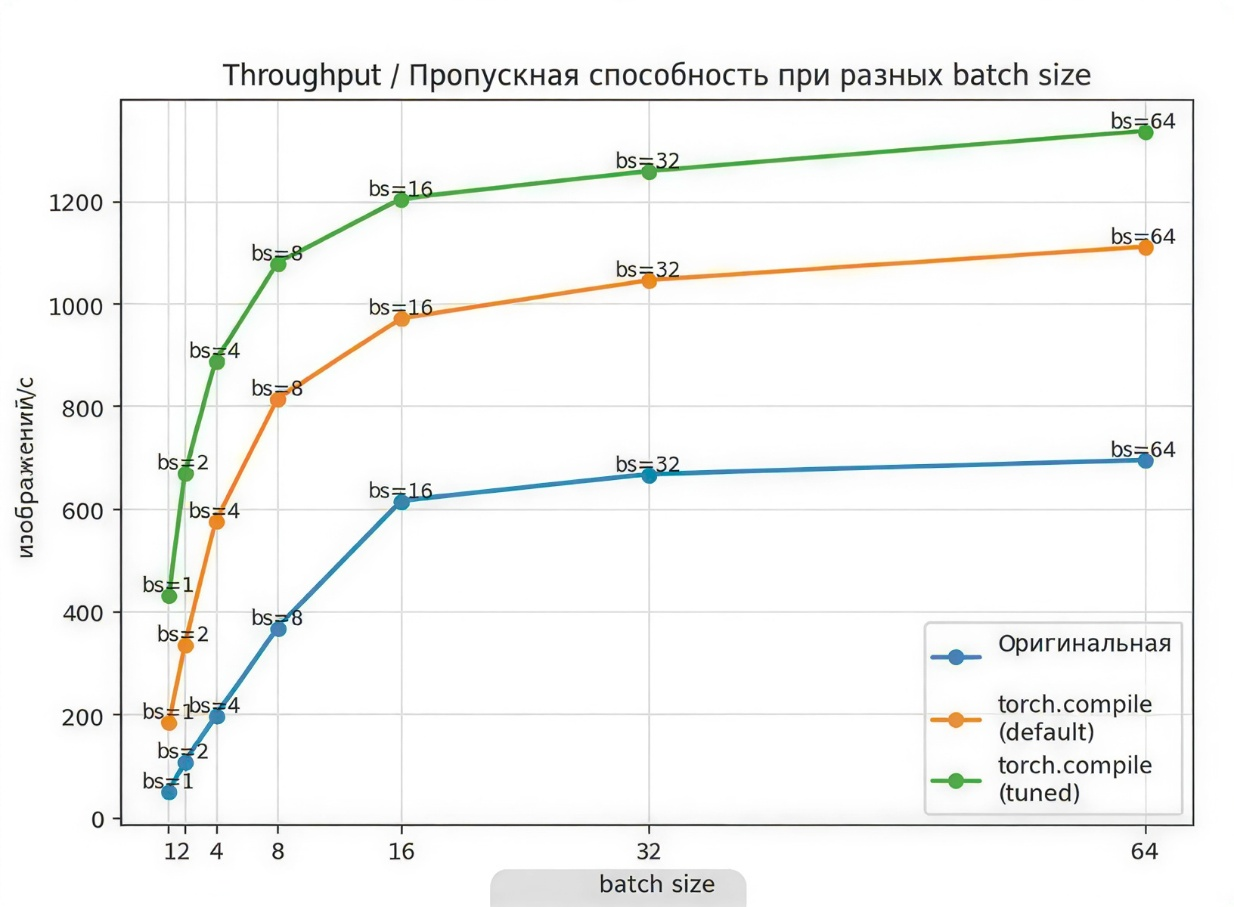 Throughput / Пропускная способность при разных batch size
изображений/с
1200
1000
800
600
400
200
0
bs=1
bs=2
bs=4
bs=8
bs=16
bs=32
bs=64
bs=1
bs=2
bs=4
bs=8
bs=16
bs=32
bs=64
bs=1
bs=2
bs=4
bs=8
bs=16
bs=32
bs=64
Оригинальная
torch.compile
(default)
torch.compile
(tuned)
1 2 4 8 16 32 64
batch size